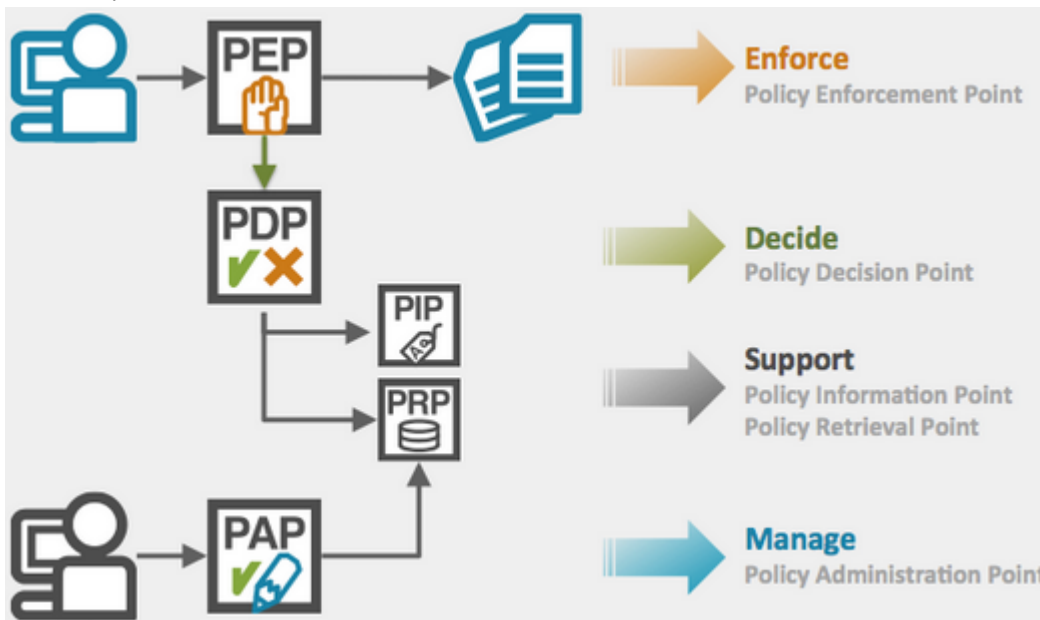 PEP
Enforce
Policy Enforcement Point
PDP
Decide
Policy Decision Point
PIP
PRP
Support
Policy Information Point
Policy Retrieval Point
PAP
Manage
Policy Administration Point